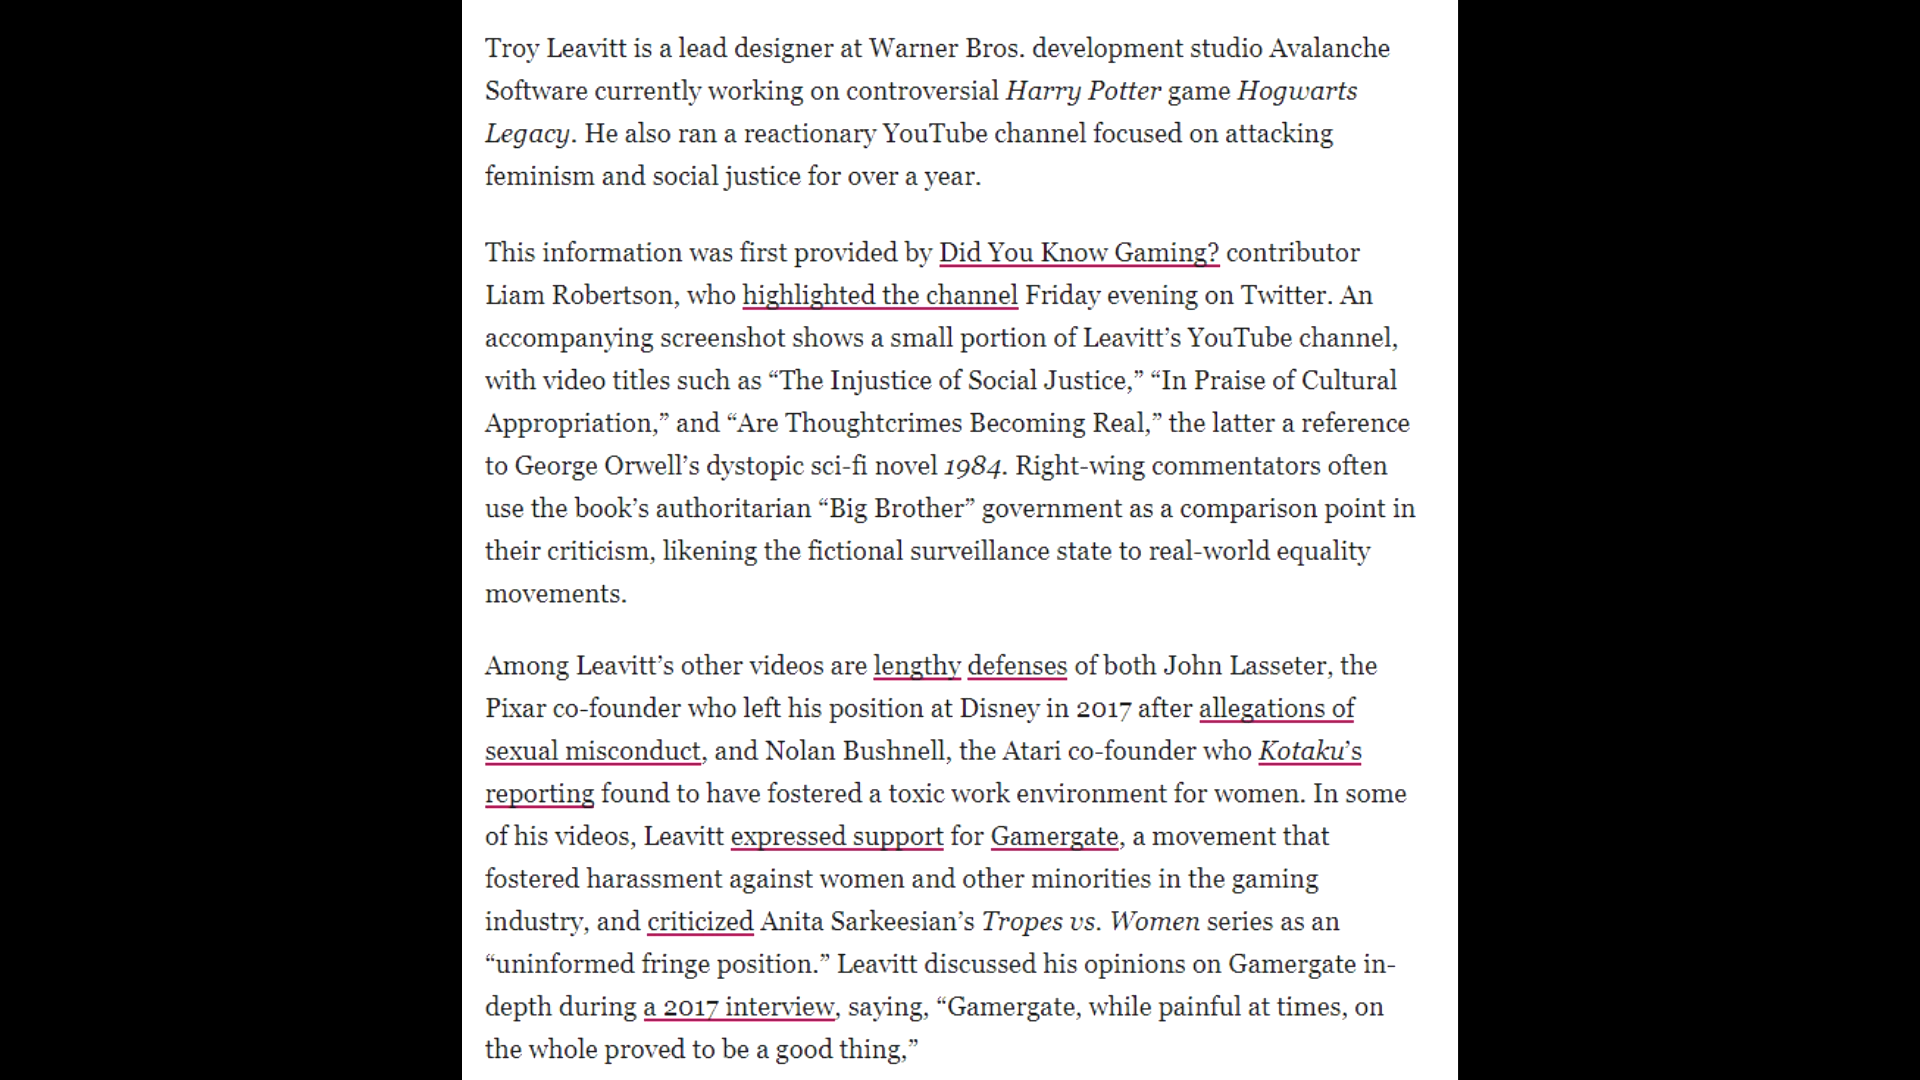 Troy Leavitt is a lead designer at Warner Bros. development studio Avalanche
Software currently working on controversial Harry Potter game Hogwarts
Legacy. He also ran a reactionary YouTube channel focused on attacking
feminism and social justice for over a year.
This information was first provided by Did You Know Gaming? contributor
Liam Robertson, who highlighted the channel Friday evening on Twitter. An
accompanying screenshot shows a small portion of Leavitt’s YouTube channel,
with video titles such as “The Injustice of Social Justice,” “In Praise of Cultural
Appropriation,” and “Are Thoughtcrimes Becoming Real,” the latter a reference
to George Orwell’s dystopic sci-fi novel 1984. Right-wing commentators often
use the book’s authoritarian “Big Brother” government as a comparison point in
their criticism, likening the fictional surveillance state to real-world equality
movements.
Among Leavitt’s other videos are lengthy defenses of both John Lasseter, the
Pixar co-founder who left his position at Disney in 2017 after allegations of
sexual misconduct, and Nolan Bushnell, the Atari co-founder who Kotaku’s
reporting found to have fostered a toxic work environment for women. In some
of his videos, Leavitt expressed support for Gamergate, a movement that
fostered harassment against women and other minorities in the gaming
industry, and criticized Anita Sarkeesian’s Tropes vs. Women series as an
“uninformed fringe position.” Leavitt discussed his opinions on Gamergate in-
depth during a 2017 interview, saying, “Gamergate, while painful at times, on
the whole proved to be a good thing,”